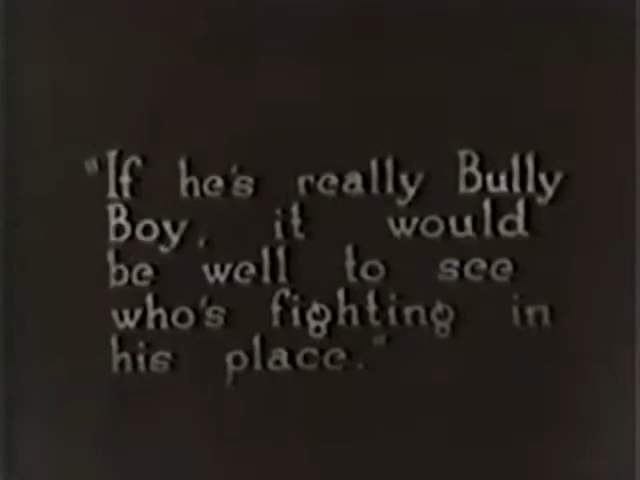 "If he's really Bully
Boy, it would
be well to see
who's fighting in
his place."